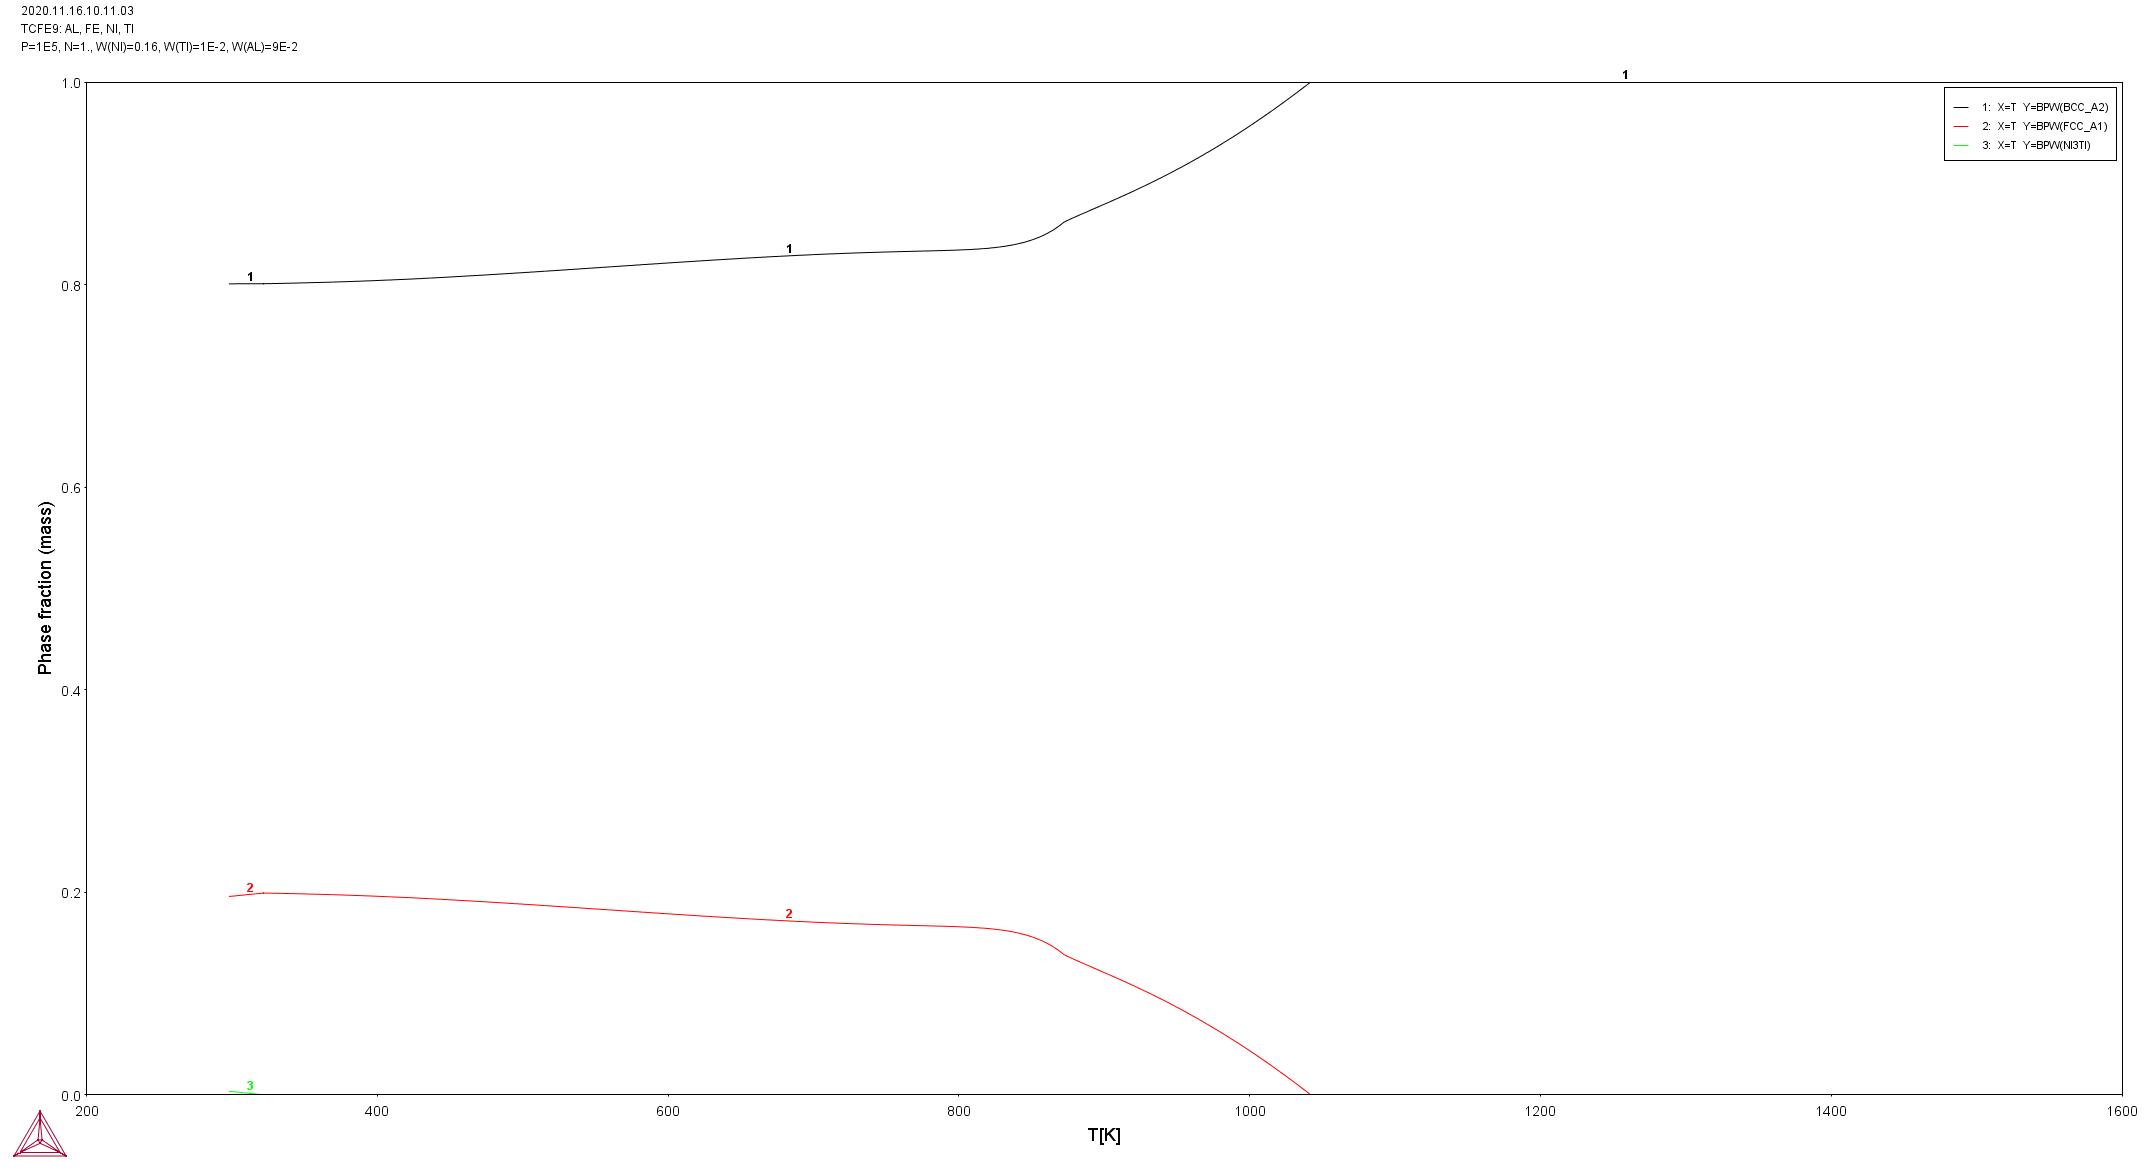 2020.11.16.10.11.03
TCFE9: AL, FE, NI, TI
P=1E5, N=1., W(NI)=0.16, W(TI)=1E-2, W(AL)=9E-2
1.0
0.8
0.6
0.4
0.2
0.0
Phase fraction (mass)
1
1
1
2
2
3
1: X=T Y=BPW(BCC_A2)
2: X=T Y=BPW(FCC_A1)
3: X=T Y=BPW(NI3TI)
200 400 600 800 1000 1200 1400 1600
T[K]